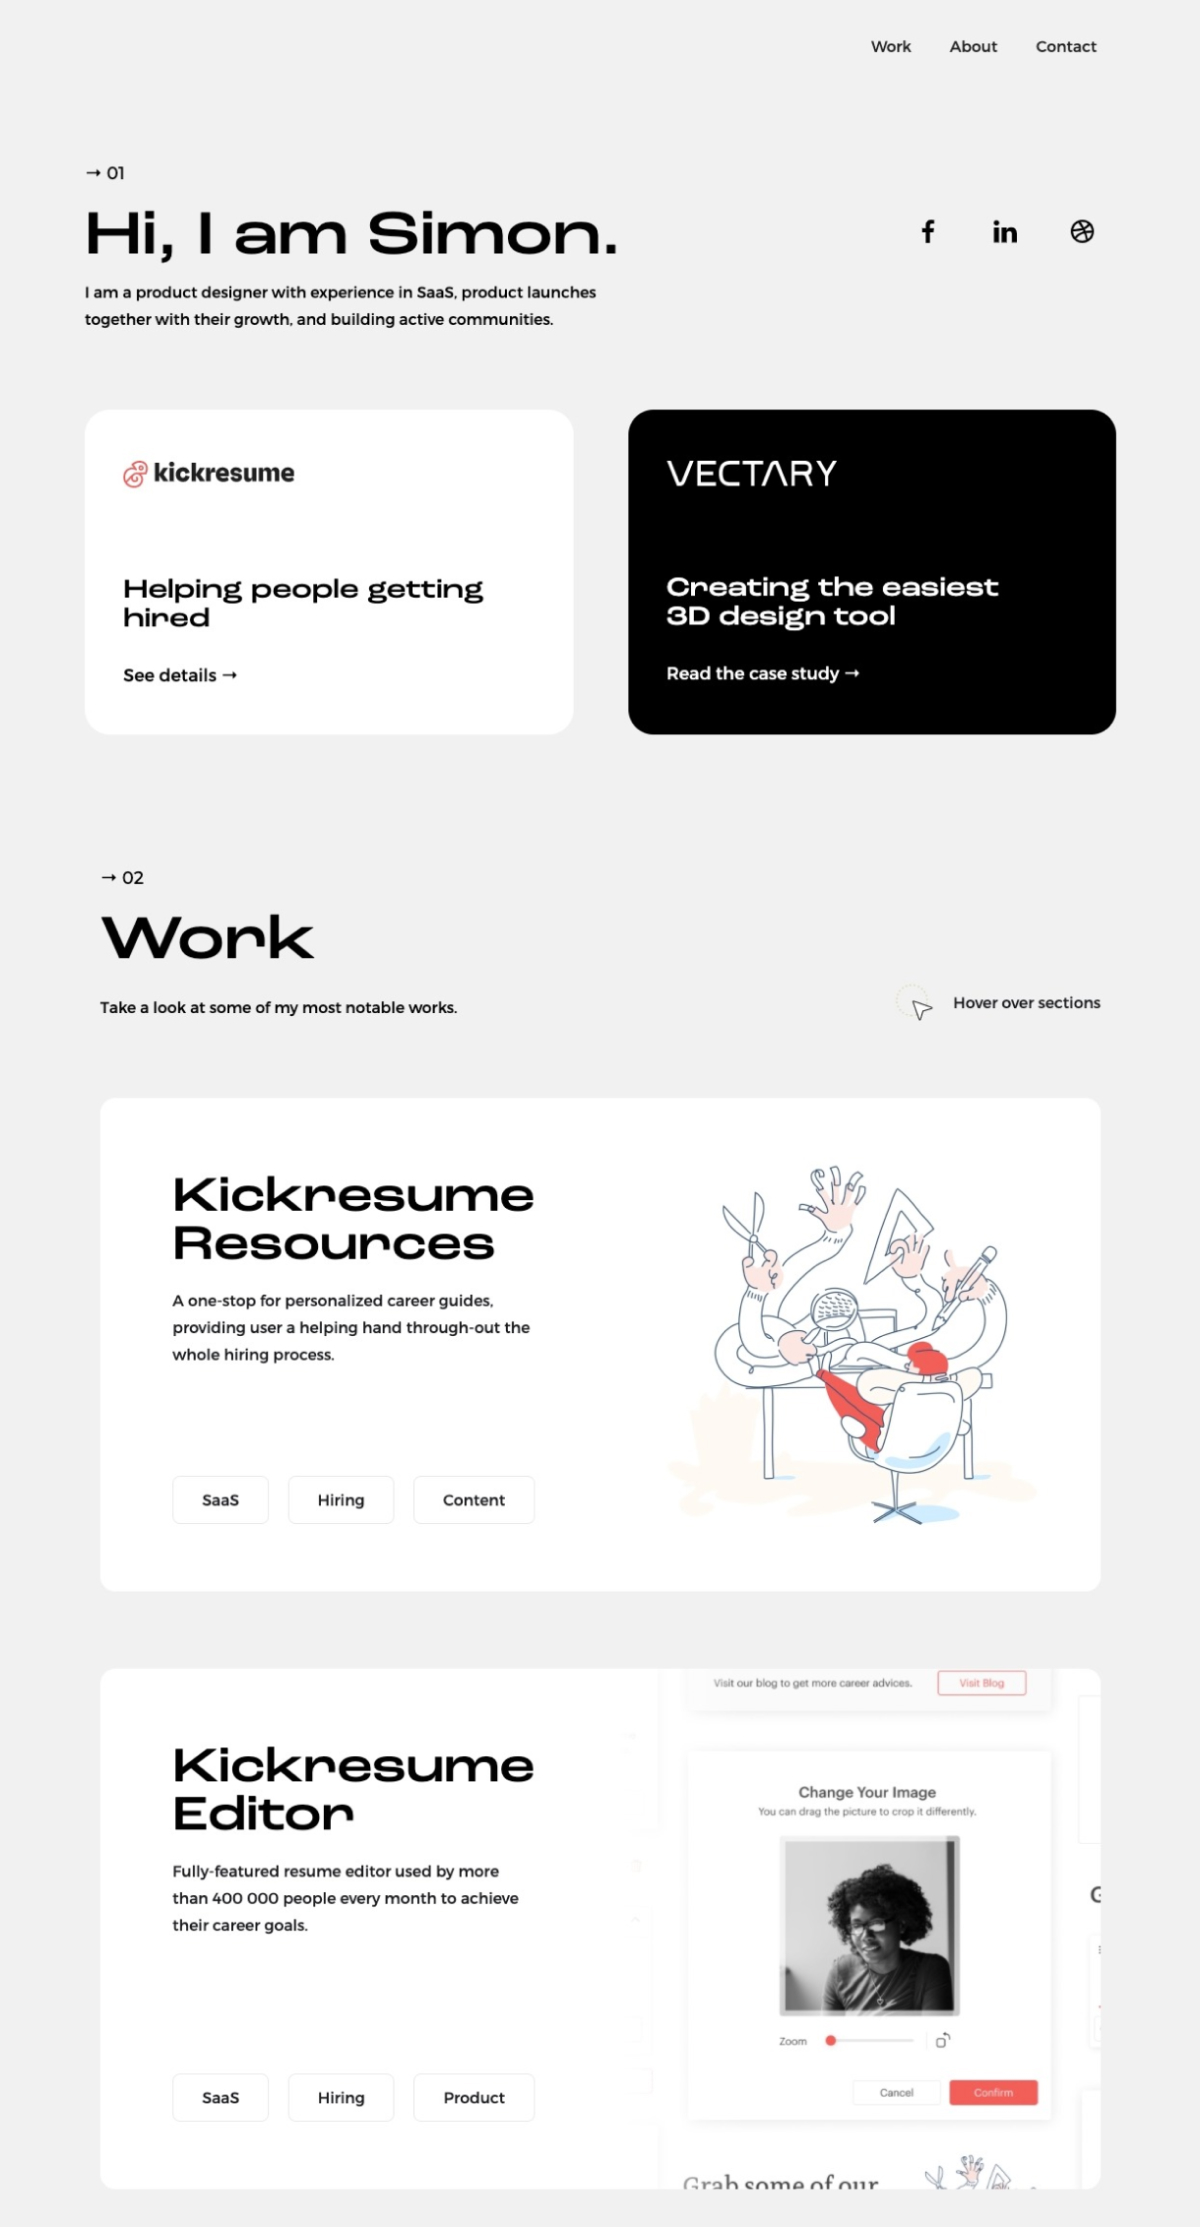 Work About Contact
→ 01
Hi, I am Simon.
I am a product designer with experience in SaaS, product launches
together with their growth, and building active communities.
kickresume
Helping people getting
hired
See details →
VECTARY
Creating the easiest
3D design tool
Read the case study →
→ 02
Work
Take a look at some of my most notable works.
Hover over sections
Kickresume
Resources
A one-stop for personalized career guides,
providing user a helping hand through-out the
whole hiring process.
SaaS Hiring Content
Kickresume
Editor
Fully-featured resume editor used by more
than 400 000 people every month to achieve
their career goals.
SaaS Hiring Product
Visit our blog to get more career advices. Visit Blog
Change Your Image
You can drag the picture to crop it differently.
Zoom
Cancel Confirm
Grab some of our